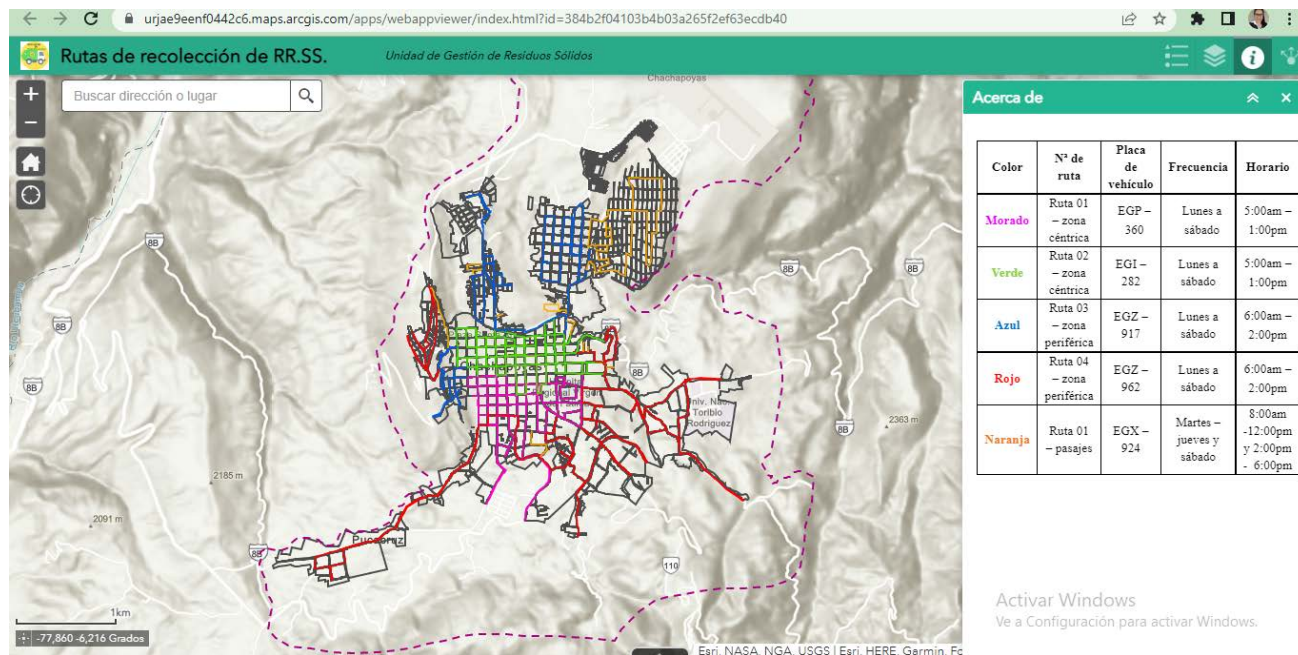 urjae9eenf0442c6.maps.arcgis.com/apps/webappviewer/index.html?id=384b2f04103b4b03a265f2ef63ecdb40
Rutas de recolección de RR.SS.
Unidad de Gestión de Residuos Sólidos
Buscar dirección o lugar
Chachapoyas
8B
8B
8B
8B
8B
8B
8B
8B
8B
Chachapoyas
Regional
Univ. Nac.
Toribio
Rodriguez
2363 m
2185 m
2091 m
Pucacruz
110
1km
-77,860 -6,216 Grados
Esri, NASA, NGA, USGS | Esri, HERE, Garmin, Fo
Acerca de
Color
Nª de
ruta
Placa
de
vehículo
Frecuencia
Horario
Morado
Ruta 01
– zona
céntrica
EGP –
360
Lunes a
sábado
5:00am –
1:00pm
Verde
Ruta 02
– zona
céntrica
EGI –
282
Lunes a
sábado
5:00am –
1:00pm
Azul
Ruta 03
– zona
periférica
EGZ –
917
Lunes a
sábado
6:00am –
2:00pm
Rojo
Ruta 04
– zona
periférica
EGZ –
962
Lunes a
sábado
6:00am –
2:00pm
Naranja
Ruta 01
– pasajes
EGX –
924
Martes –
jueves y
sábado
8:00am
-12:00pm
y 2:00pm
- 6:00pm
Activar Windows
Ve a Configuración para activar Windows.